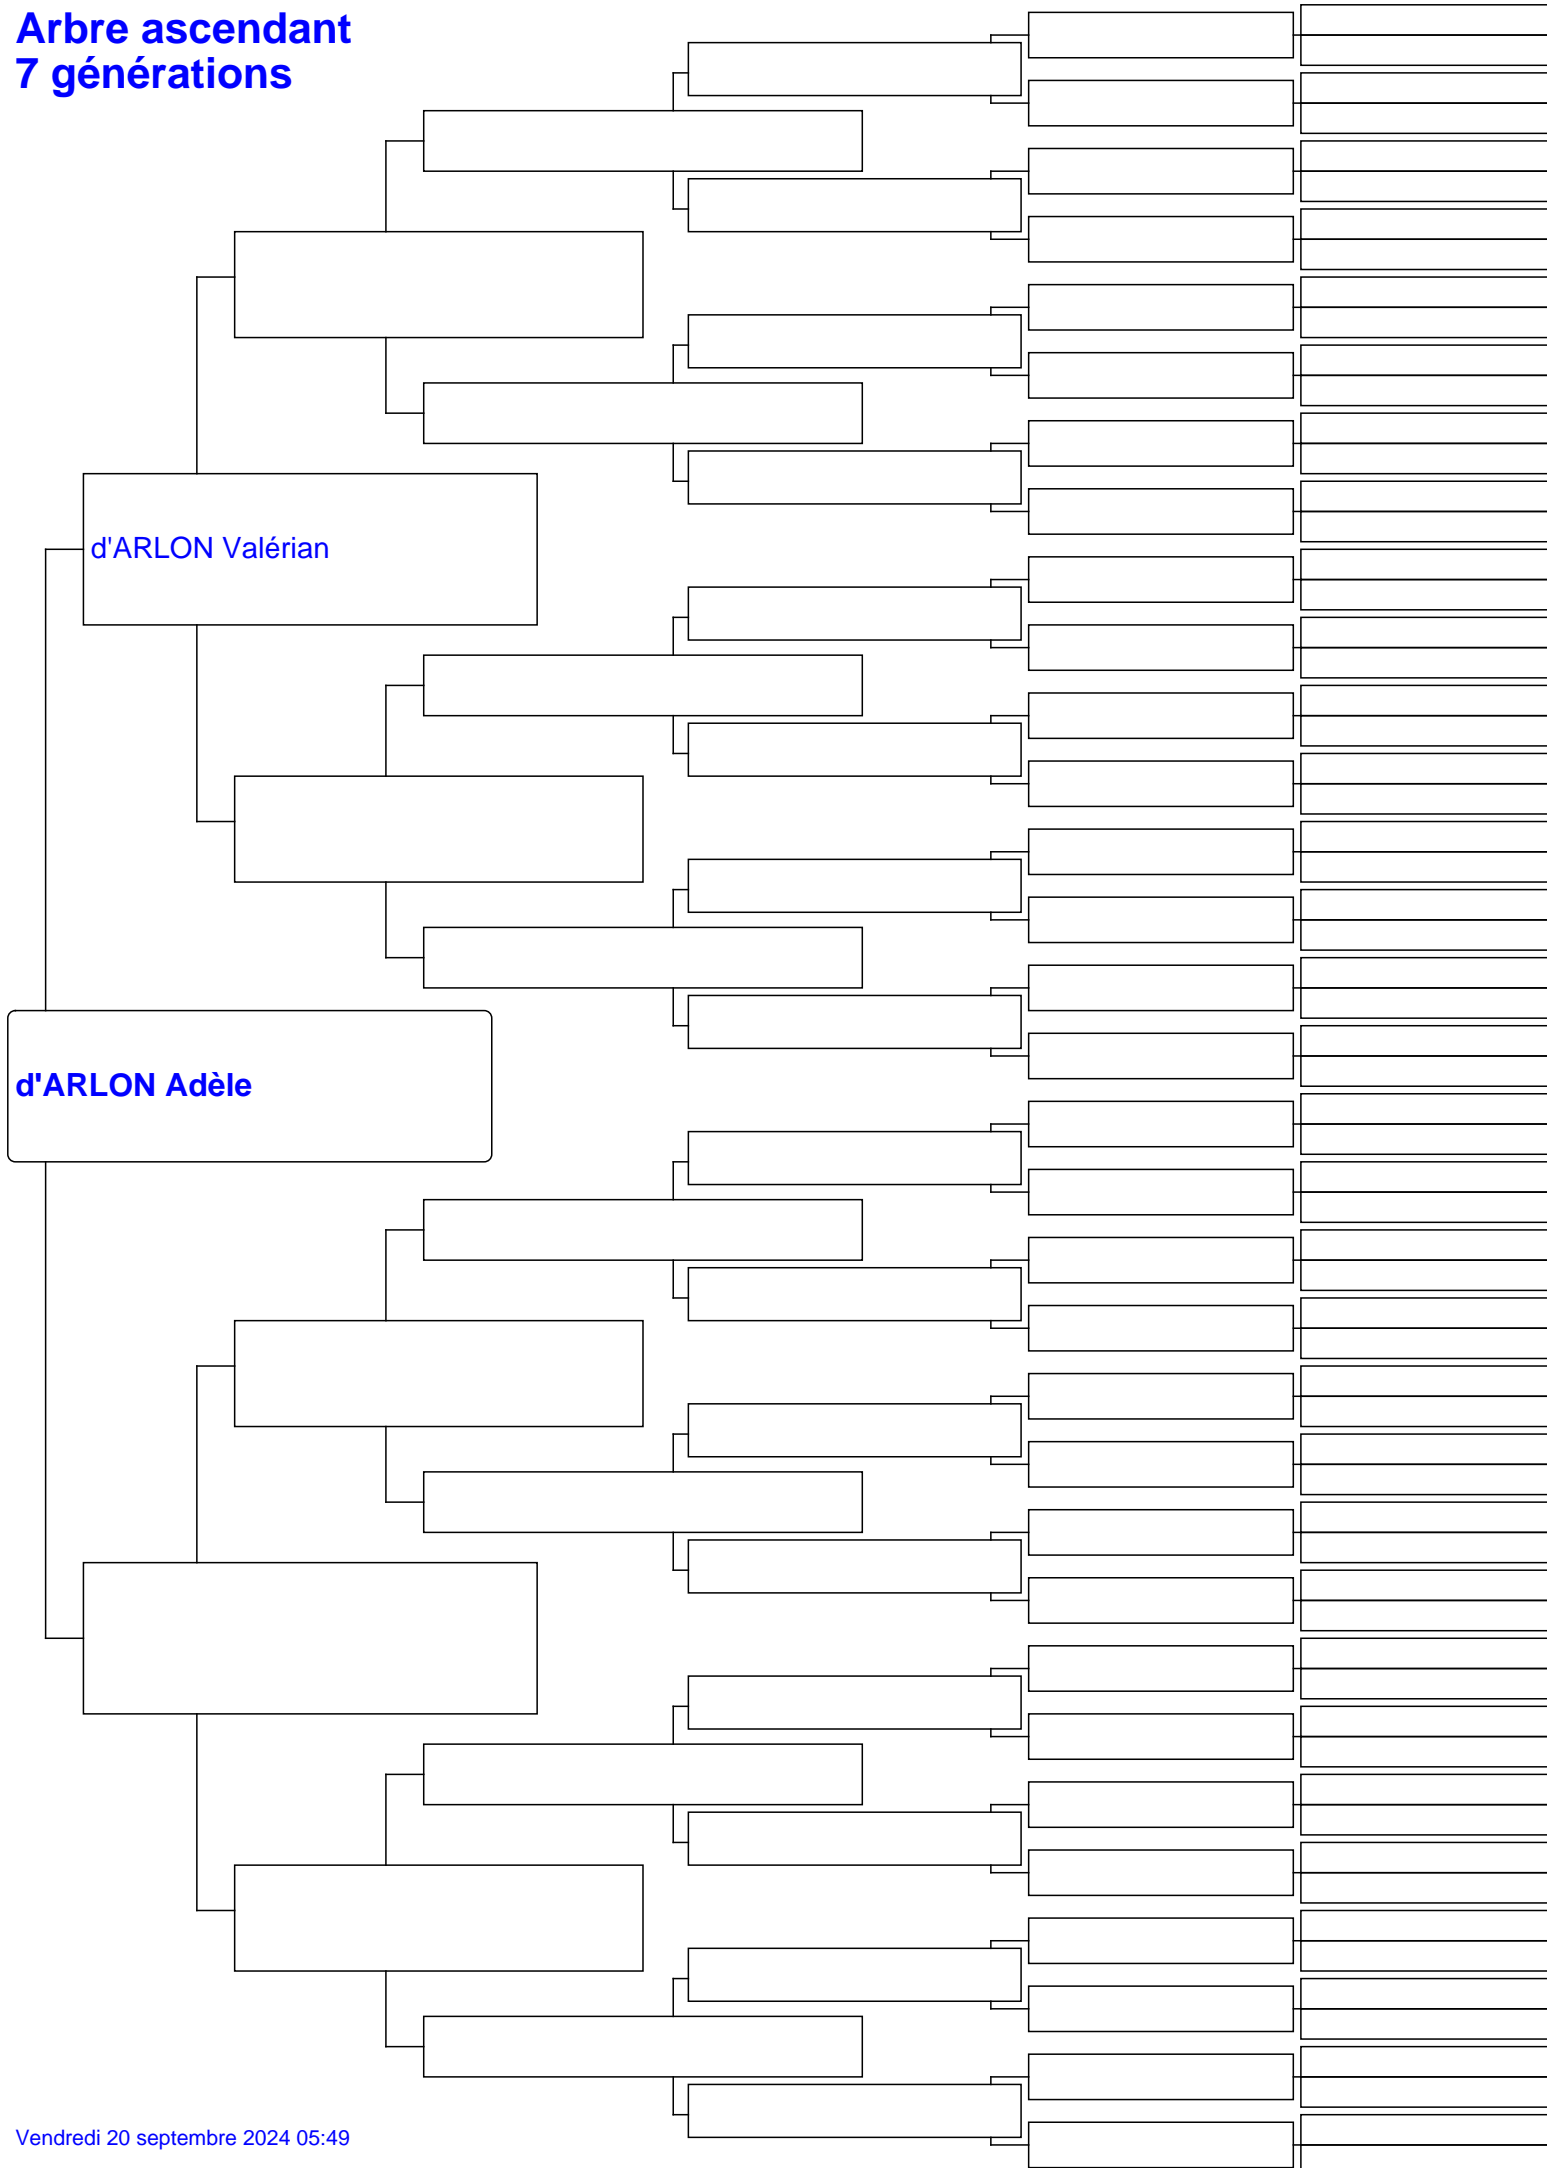 Arbre ascendant
7 générations
d'ARLON Valérian
d'ARLON Adèle
Vendredi 20 septembre 2024 05:49